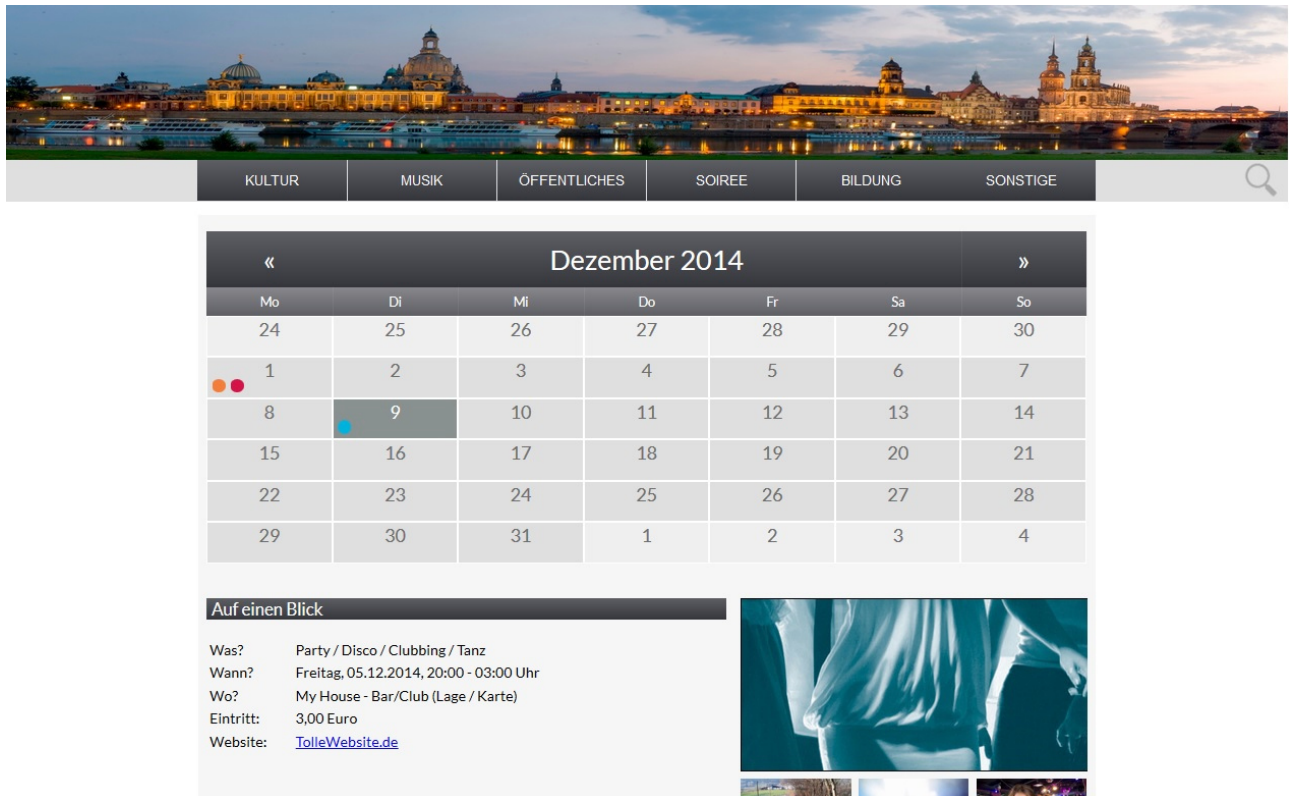 KULTUR MUSIK ÖFFENTLICHES SOIREE BILDUNG SONSTIGE
« Dezember 2014 »
Mo Di Mi Do Fr Sa So
24 25 26 27 28 29 30
1 2 3 4 5 6 7
8 9 10 11 12 13 14
15 16 17 18 19 20 21
22 23 24 25 26 27 28
29 30 31 1 2 3 4
Auf einen Blick
Was? Party / Disco / Clubbing / Tanz
Wann? Freitag, 05.12.2014, 20:00 - 03:00 Uhr
Wo? My House - Bar/Club (Lage / Karte)
Eintritt: 3,00 Euro
Website: TolleWebsite.de